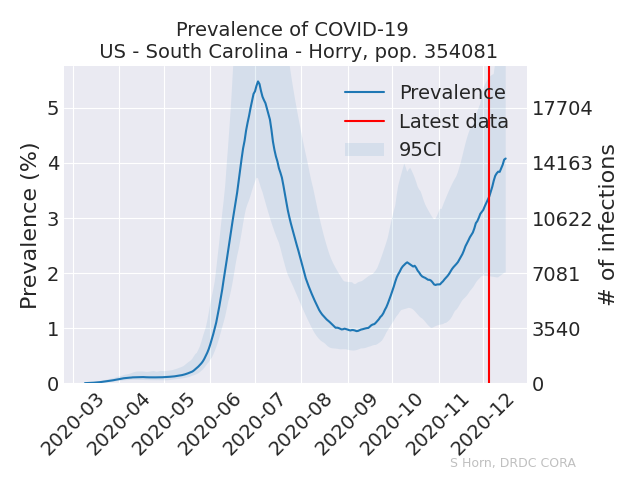 Prevalence of COVID-19
US - South Carolina - Horry, pop. 354081
Prevalence
Latest data
95CI
Prevalence (%)
5
4
3
2
1
0
17704
14163
10622
7081
3540
0
# of infections
2020-03
2020-04
2020-05
2020-06
2020-07
2020-08
2020-09
2020-10
2020-11
2020-12
S Horn, DRDC CORA